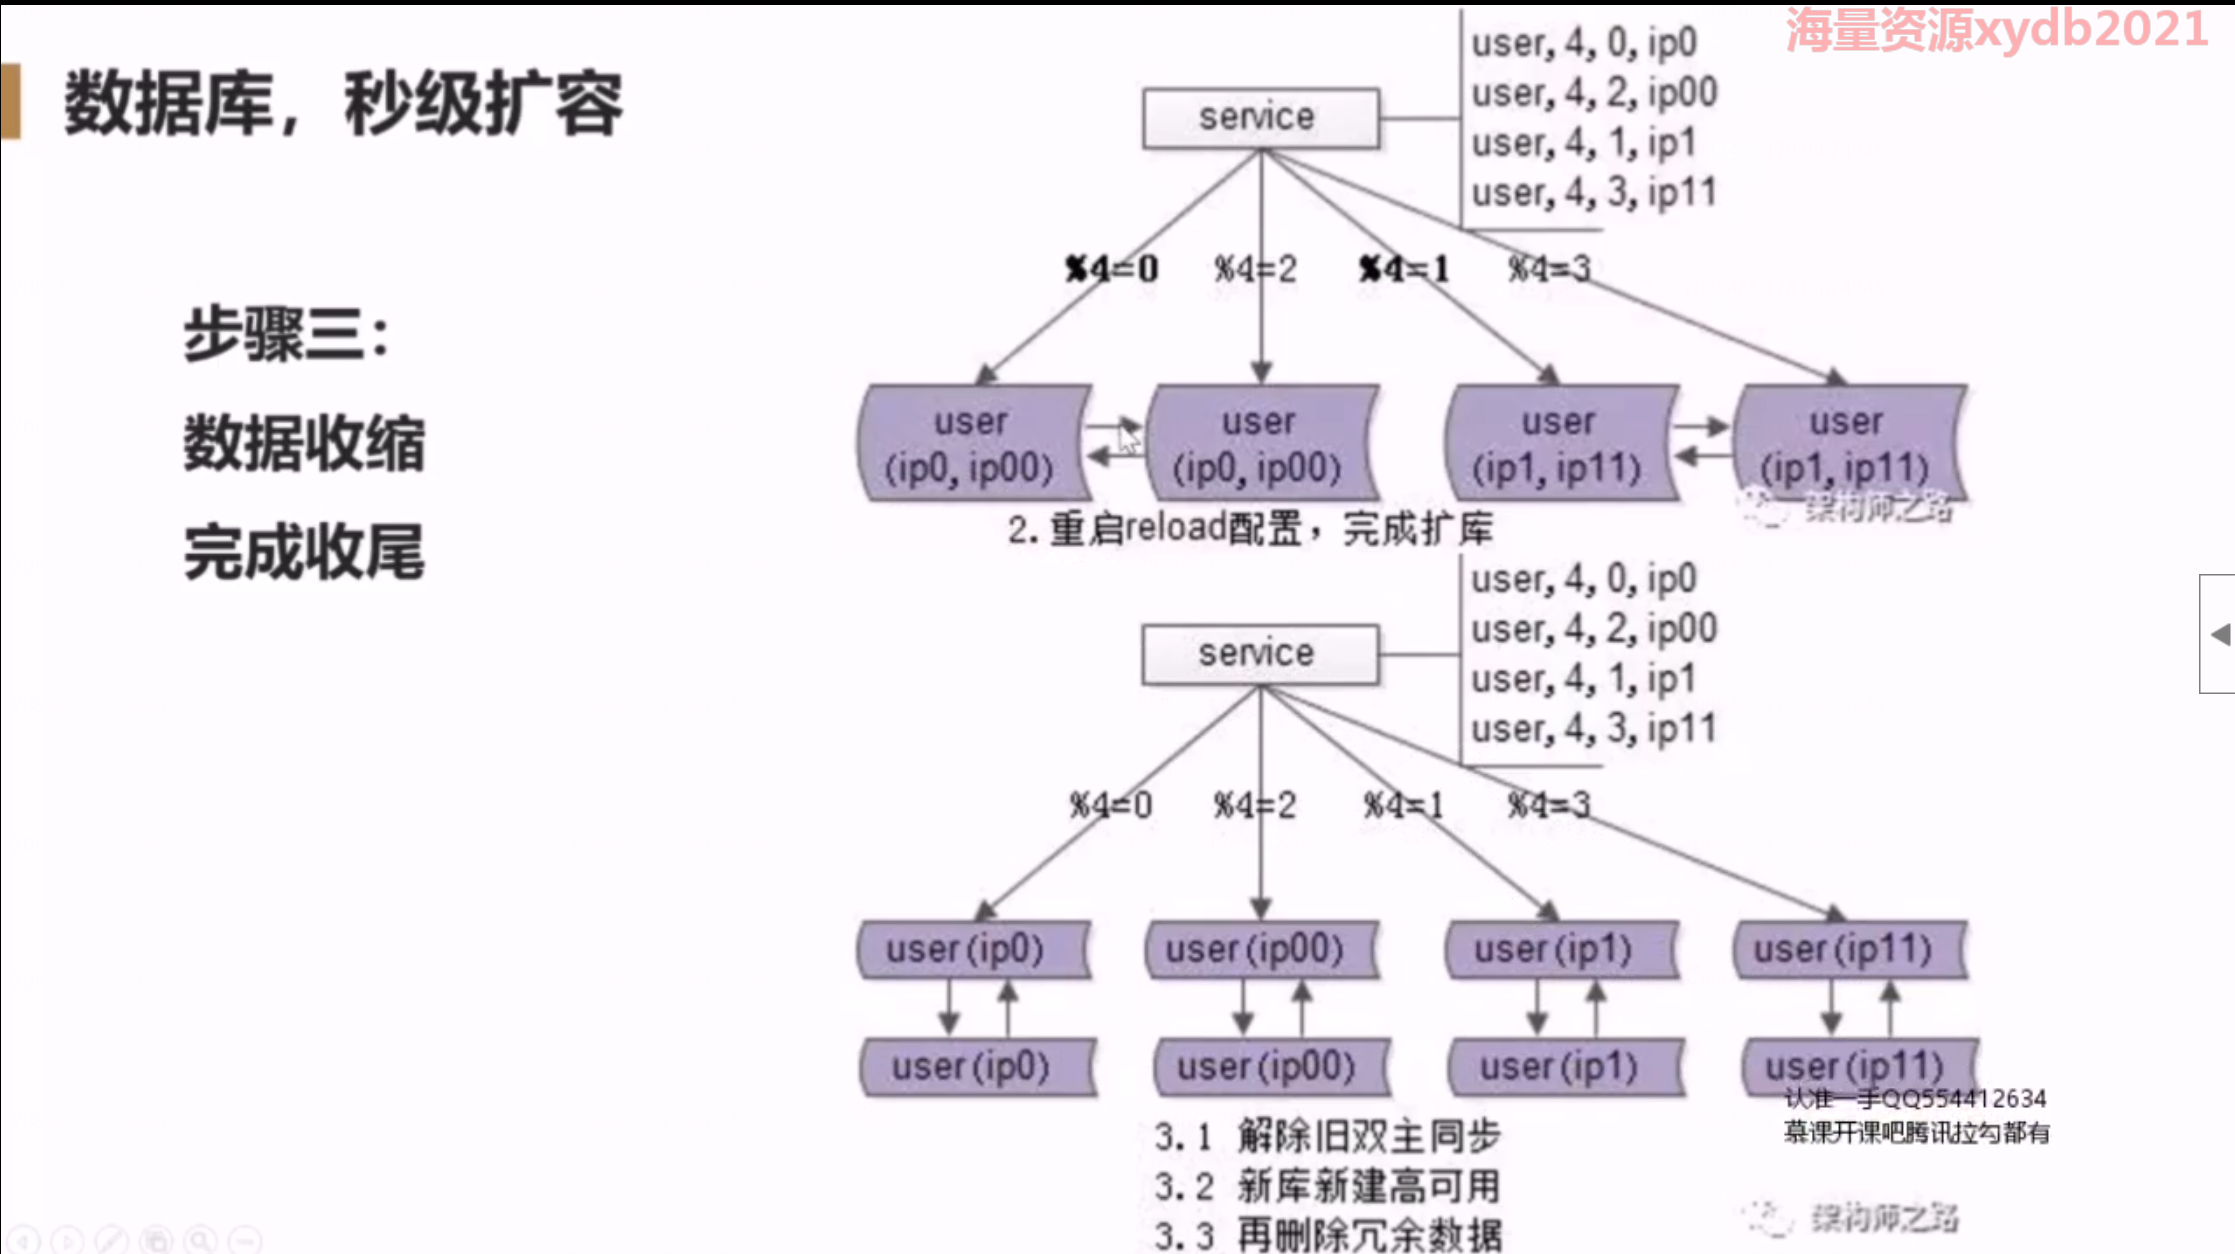 海量资源xydb2021
数据库，秒级扩容
步骤三：
数据收缩
完成收尾
service
user, 4, 0, ip0
user, 4, 2, ip00
user, 4, 1, ip1
user, 4, 3, ip11
%4=0
%4=2
%4=1
%4=3
user
(ip0, ip00)
user
(ip0, ip00)
user
(ip1, ip11)
user
(ip1, ip11)
架构师之路
2.重启reload配置，完成扩库
service
user, 4, 0, ip0
user, 4, 2, ip00
user, 4, 1, ip1
user, 4, 3, ip11
%4=0
%4=2
%4=1
%4=3
user(ip0)
user(ip00)
user(ip1)
user(ip11)
user(ip0)
user(ip00)
user(ip1)
user(ip11)
认准一手QQ554412634
慕课开课吧腾讯拉勾都有
3.1 解除旧双主同步
3.2 新库新建高可用
3.3 再删除冗余数据
架构师之路